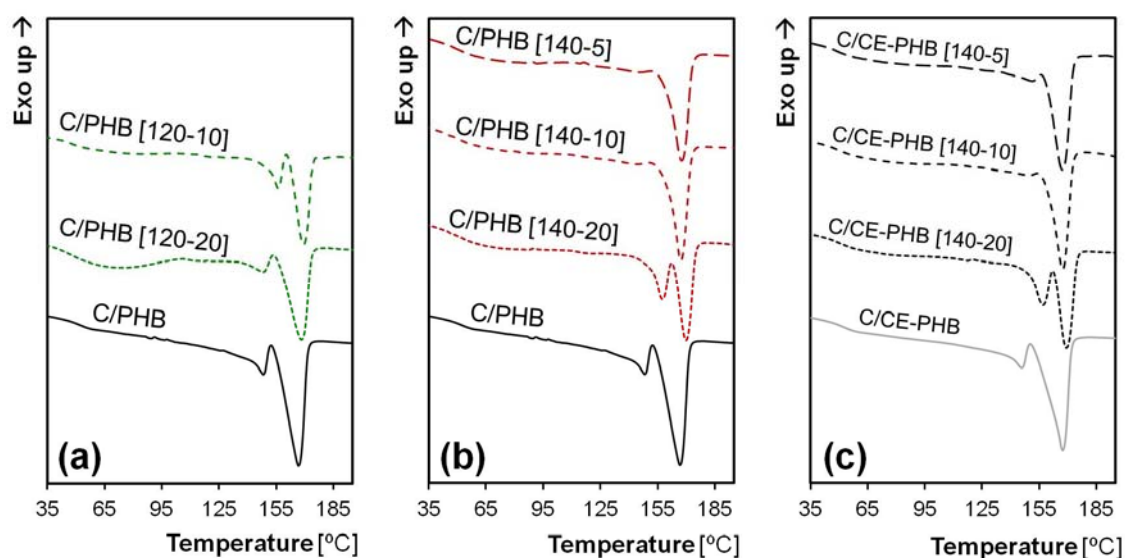 Exo up →
C/PHB [120-10]
C/PHB [120-20]
C/PHB
(a)
35 65 95 125 155 185
Temperature [ºC]
Exo up →
C/PHB [140-5]
C/PHB [140-10]
C/PHB [140-20]
C/PHB
(b)
35 65 95 125 155 185
Temperature [ºC]
Exo up →
C/CE-PHB [140-5]
C/CE-PHB [140-10]
C/CE-PHB [140-20]
C/CE-PHB
(c)
35 65 95 125 155 185
Temperature [ºC]